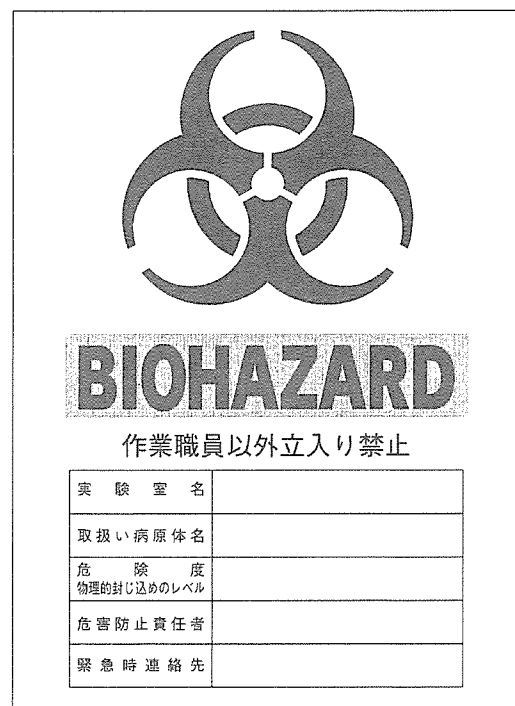 BIOHAZARD
作業職員以外立入り禁止
実験室名
取扱い病原体名
危険度
物理的封じ込めのレベル
危害防止責任者
緊急時連絡先